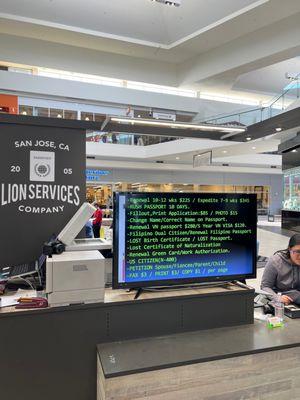 SAN JOSE, CA
20 05
LION SERVICES
COMPANY
-Renewal 10-12 wks $225 / Expedite 7-9 wks $345
-RUSH PASSPORT 10 DAYS.
-Fillout,Print Application:$85 / PHOTO $15
-Change Name/Correct Name on Passport.
-Renewal VN passport $280/5 Year VN VISA $120.
-Filipino Dual Citizen/Renewal Filipino Passport
-LOST Birth Certificate / LOST Passport.
-LOST Certificate of Naturalization
-Renewal Green Card/Work Authorization.
-US CITIZEN(N-400)
-PETITION Spouse/Fiancee/Parent/Child
-FAX $3 / PRINT $3/ COPY $1 / per page